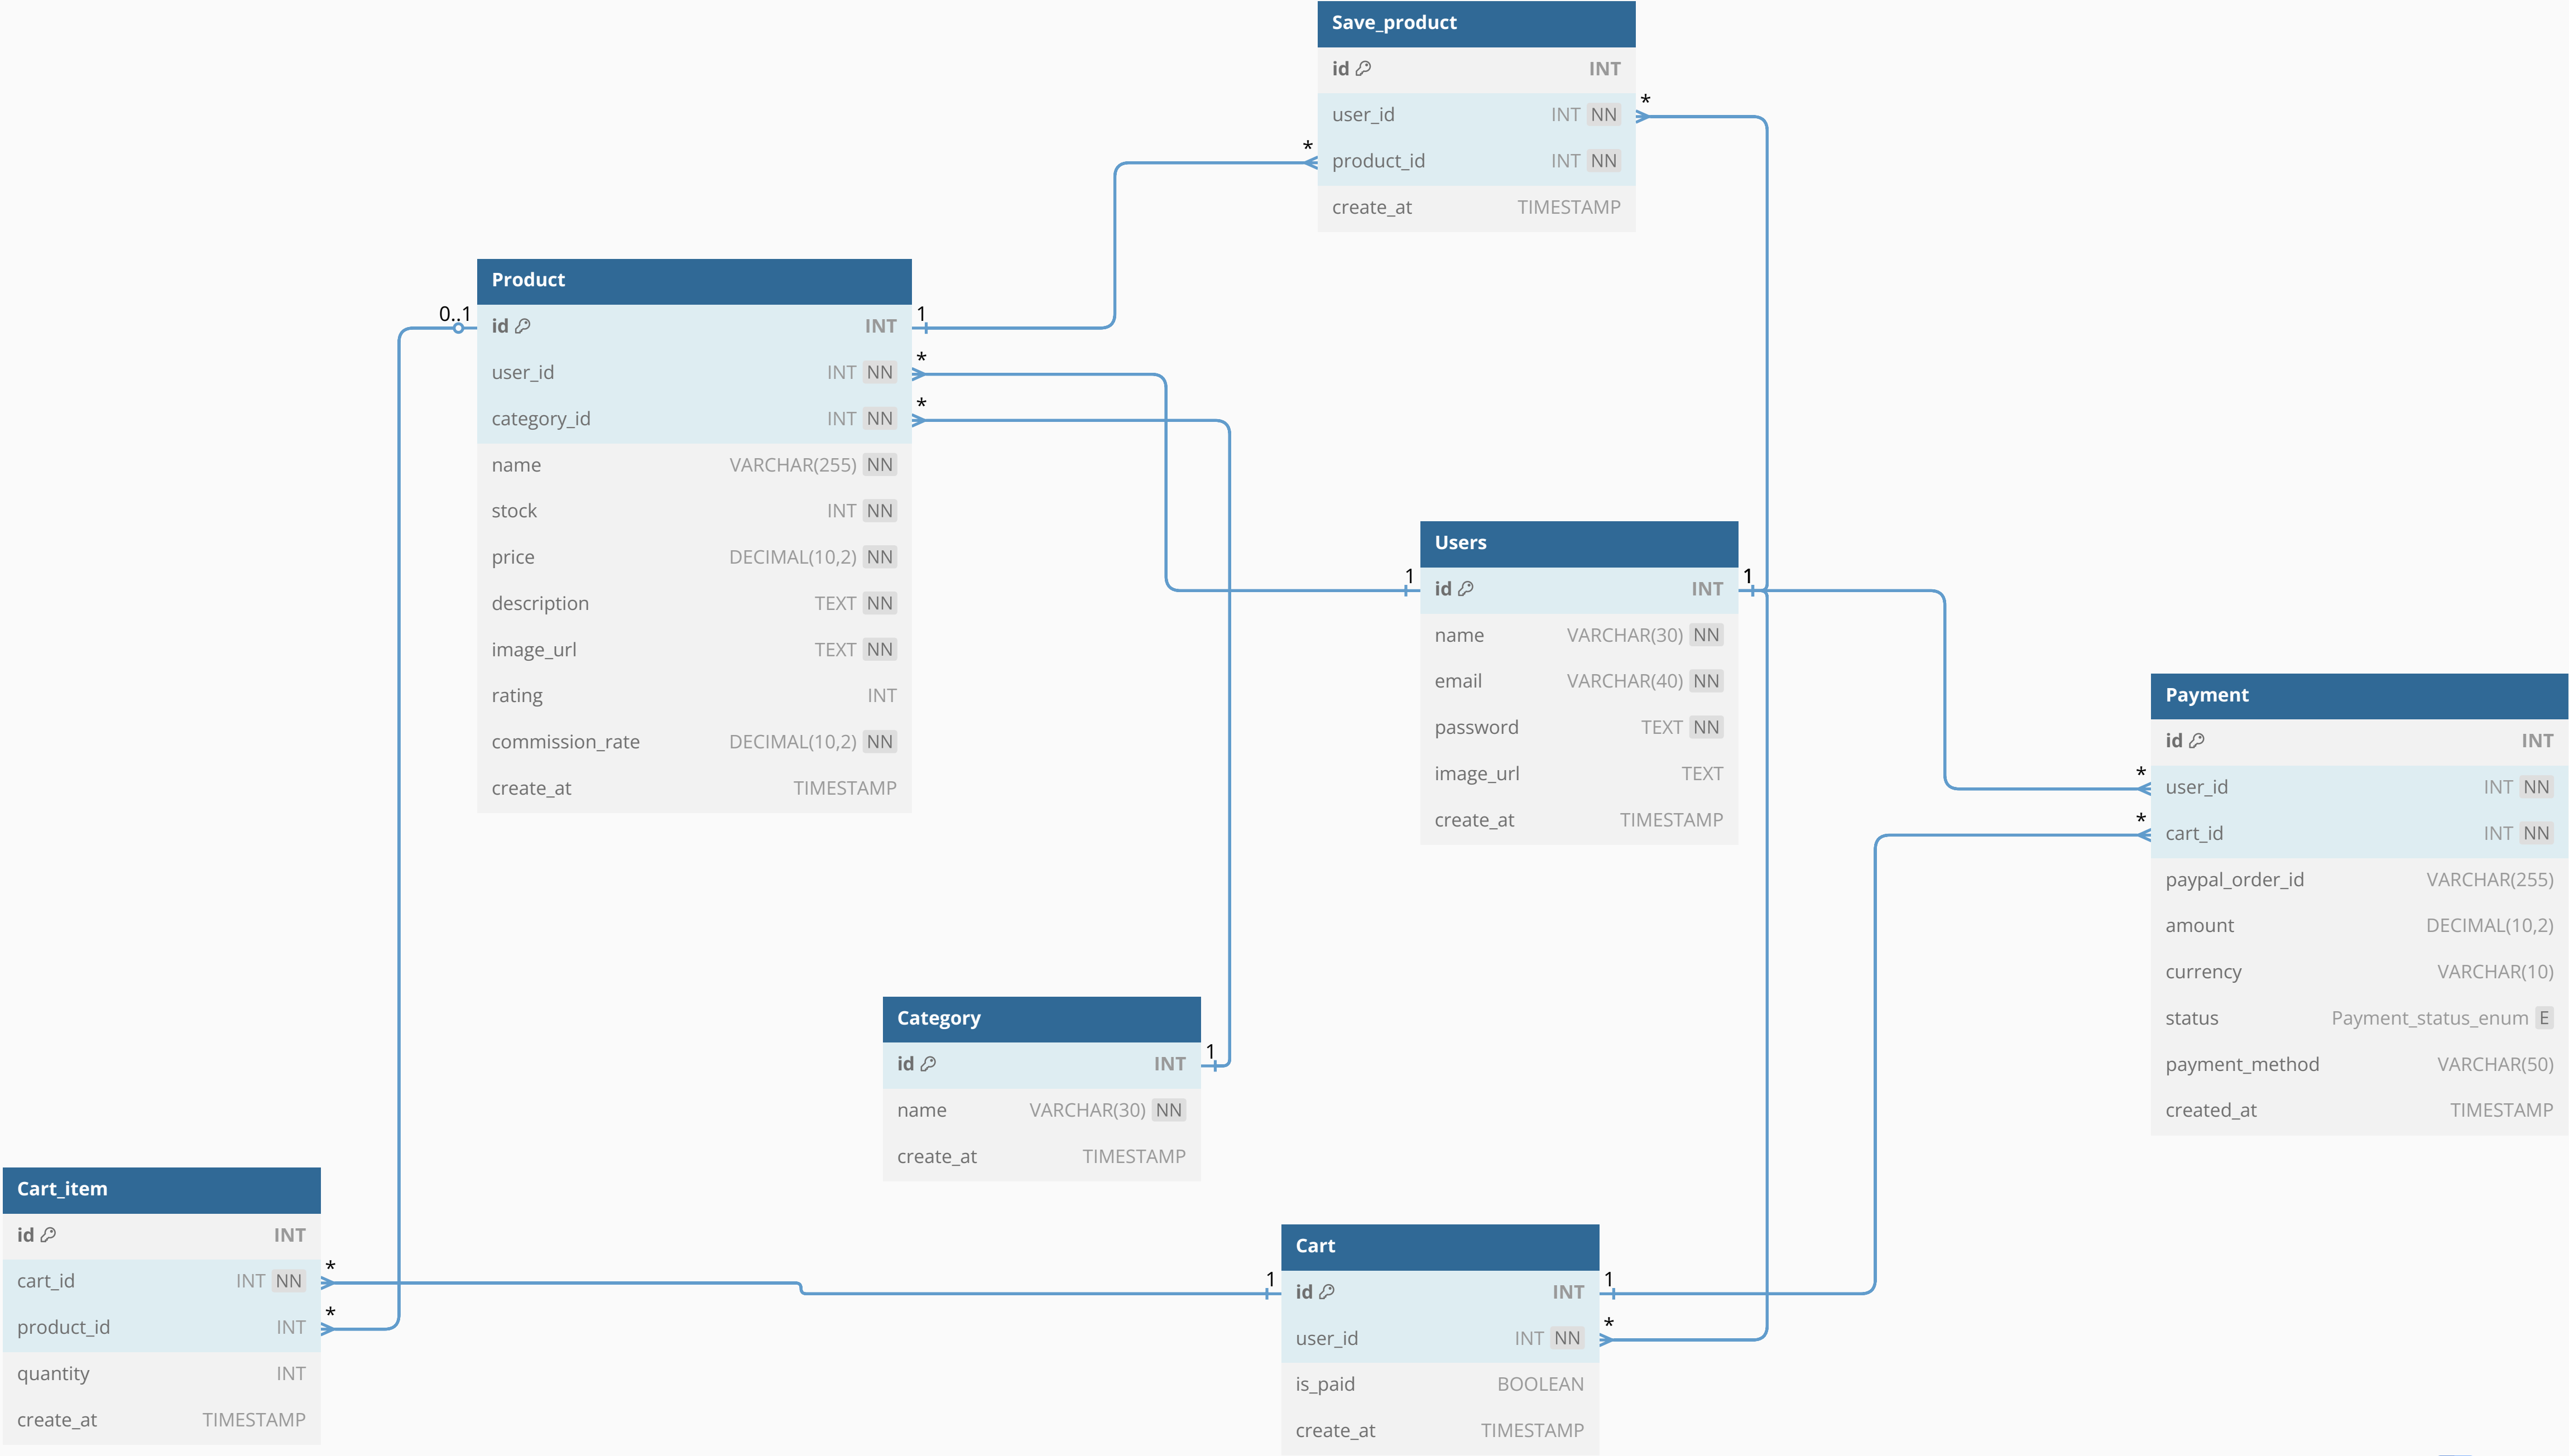 Save_product
id INT
user_id INT NN
product_id INT NN
create_at TIMESTAMP
*
*
Product
id INT
user_id INT NN
category_id INT NN
name VARCHAR(255) NN
stock INT NN
price DECIMAL(10,2) NN
description TEXT NN
image_url TEXT NN
rating INT
commission_rate DECIMAL(10,2) NN
create_at TIMESTAMP
0..1
1
*
*
Users
id INT
name VARCHAR(30) NN
email VARCHAR(40) NN
password TEXT NN
image_url TEXT
create_at TIMESTAMP
1
1
Payment
id INT
user_id INT NN
cart_id INT NN
paypal_order_id VARCHAR(255)
amount DECIMAL(10,2)
currency VARCHAR(10)
status Payment_status_enum E
payment_method VARCHAR(50)
created_at TIMESTAMP
*
*
Category
id INT
name VARCHAR(30) NN
create_at TIMESTAMP
1
Cart_item
id INT
cart_id INT NN
product_id INT
quantity INT
create_at TIMESTAMP
*
*
Cart
id INT
user_id INT NN
is_paid BOOLEAN
create_at TIMESTAMP
1
1
*